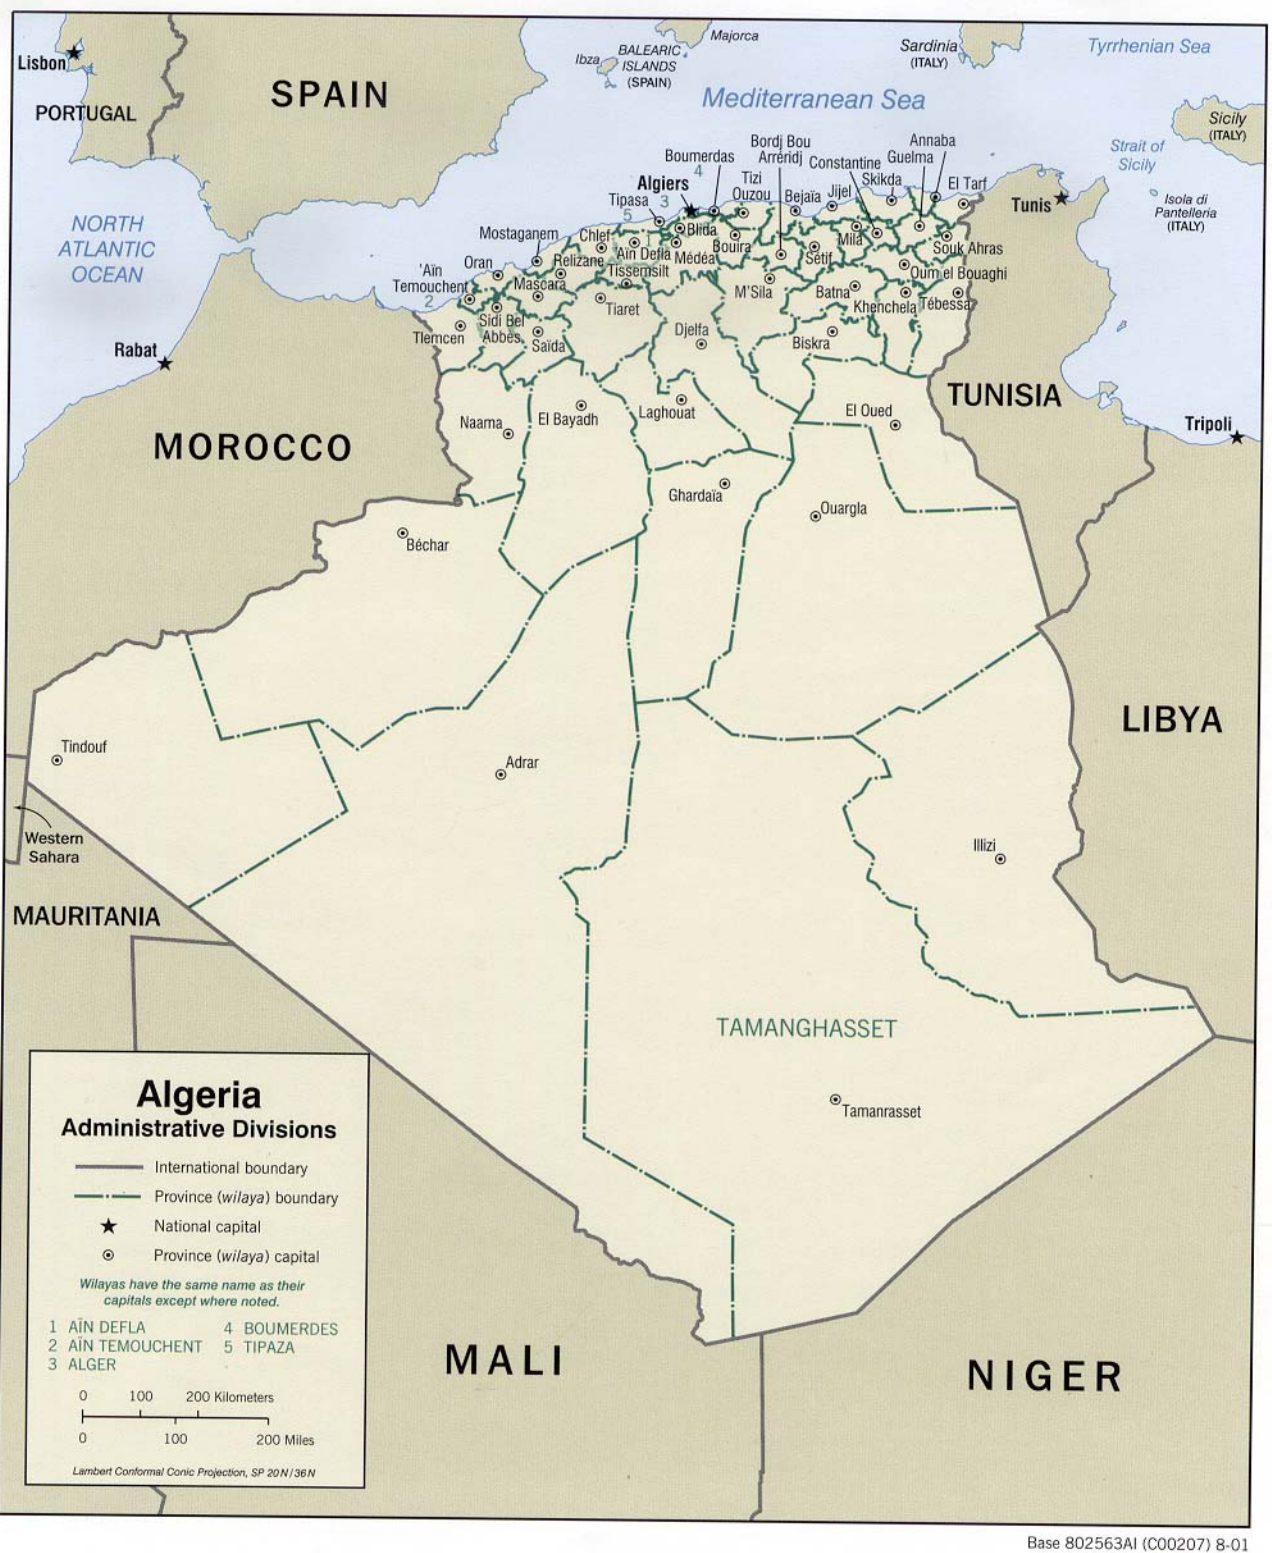 Lisbon
PORTUGAL
SPAIN
Ibza
BALEARIC
ISLANDS
(SPAIN)
Majorca
Sardinia
(ITALY)
Tyrrhenian Sea
Mediterranean Sea
Sicily
(ITALY)
Strait of
Sicily
Isola di
Pantelleria
(ITALY)
NORTH
ATLANTIC
OCEAN
Bordj Bou
Arréridj
Annaba
Boumerdas
4
Constantine
Guelma
Algiers
Tizi
Ouzou
Skikda
El Tarf
Tipasa
3
5
Bejaïa
Jijel
Tunis
Mostaganem
Chlef
1
Blida
Bouira
Mila
Souk Ahras
Oran
Relizane
Aïn Defla
Médéa
Sétif
'Aïn
Temouchent
2
Mascara
Tissemsilt
M'Sila
Batna
Oum el Bouaghi
Khenchela
Tébessa
Sidi Bel
Abbès
Tiaret
Tlemcen
Saïda
Djelfa
Biskra
Rabat
TUNISIA
Tripoli
MOROCCO
Naama
El Bayadh
Laghouat
El Oued
Ghardaïa
Ouargla
Béchar
LIBYA
Tindouf
Adrar
Western
Sahara
Illizi
MAURITANIA
TAMANGHASSET
Tamanrasset
MALI
NIGER
Algeria
Administrative Divisions
International boundary
Province (wilaya) boundary
National capital
Province (wilaya) capital
Wilayas have the same name as their
capitals except where noted.
1 AÏN DEFLA 4 BOUMERDES
2 AÏN TEMOUCHENT 5 TIPAZA
3 ALGER
0 100 200 Kilometers
0 100 200 Miles
Lambert Conformal Conic Projection, SP 20N/36N
Base 802563AI (C00207) 8-01